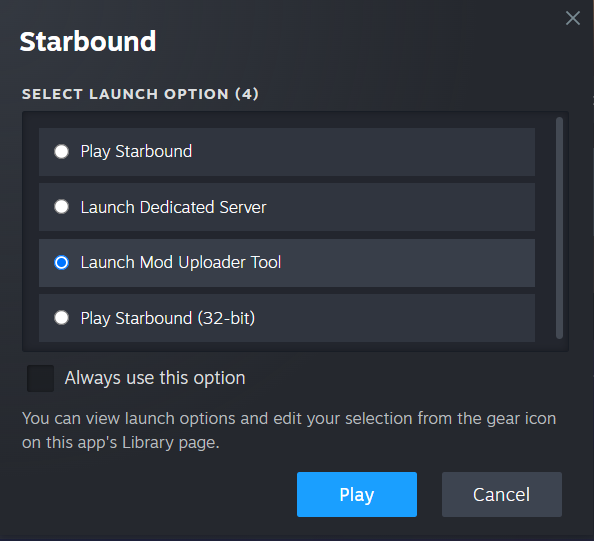 Starbound
SELECT LAUNCH OPTION (4)
Play Starbound
Launch Dedicated Server
Launch Mod Uploader Tool
Play Starbound (32-bit)
Always use this option
You can view launch options and edit your selection from the gear icon
on this app's Library page.
Play
Cancel